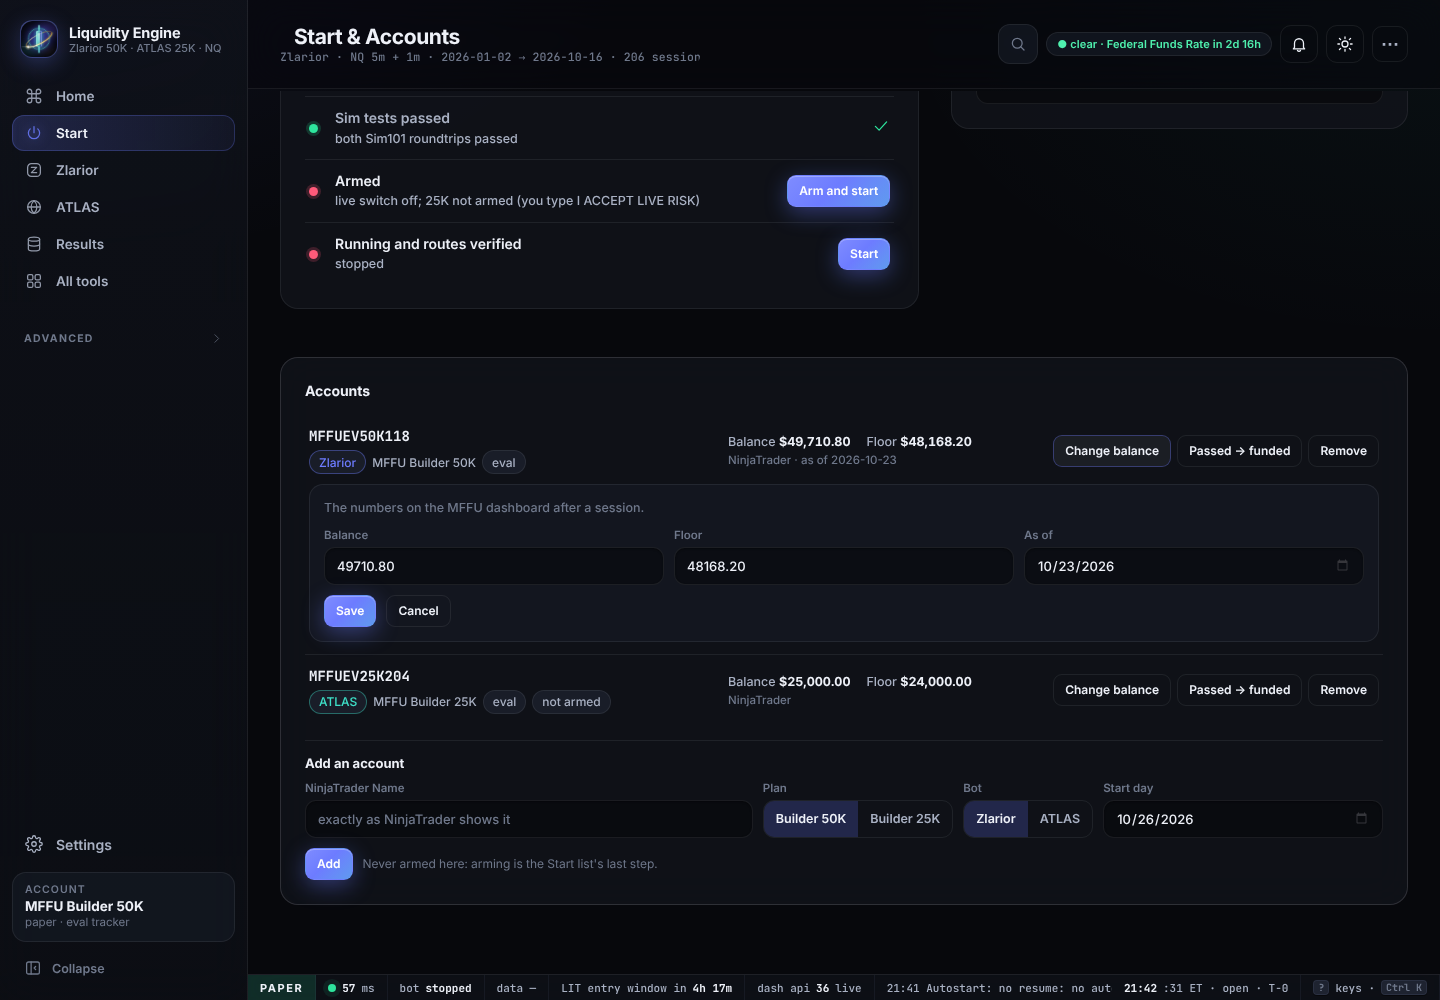 Liquidity Engine
Zlarior 50K · ATLAS 25K · NQ
Home
Start
Zlarior
ATLAS
Results
All tools
ADVANCED
Settings
ACCOUNT
MFFU Builder 50K
paper · eval tracker
Collapse
Start & Accounts
Zlarior · NQ 5m + 1m · 2026-01-02 → 2026-10-16 · 206 session
clear · Federal Funds Rate in 2d 16h
Sim tests passed
both Sim101 roundtrips passed
Armed
live switch off; 25K not armed (you type I ACCEPT LIVE RISK)
Arm and start
Running and routes verified
stopped
Start
Accounts
MFFUEV50K118
Zlarior MFFU Builder 50K eval
Balance $49,710.80 Floor $48,168.20
NinjaTrader · as of 2026-10-23
Change balance Passed → funded Remove
The numbers on the MFFU dashboard after a session.
Balance Floor As of
49710.80 48168.20 10/23/2026
Save Cancel
MFFUEV25K204
ATLAS MFFU Builder 25K eval not armed
Balance $25,000.00 Floor $24,000.00
NinjaTrader
Change balance Passed → funded Remove
Add an account
NinjaTrader Name Plan Bot Start day
exactly as NinjaTrader shows it Builder 50K Builder 25K Zlarior ATLAS 10/26/2026
Add Never armed here: arming is the Start list's last step.
PAPER 57 ms bot stopped data — LIT entry window in 4h 17m dash api 36 live 21:41 Autostart: no resume: no aut 21:42 :31 ET · open · T-0 ? keys · Ctrl K